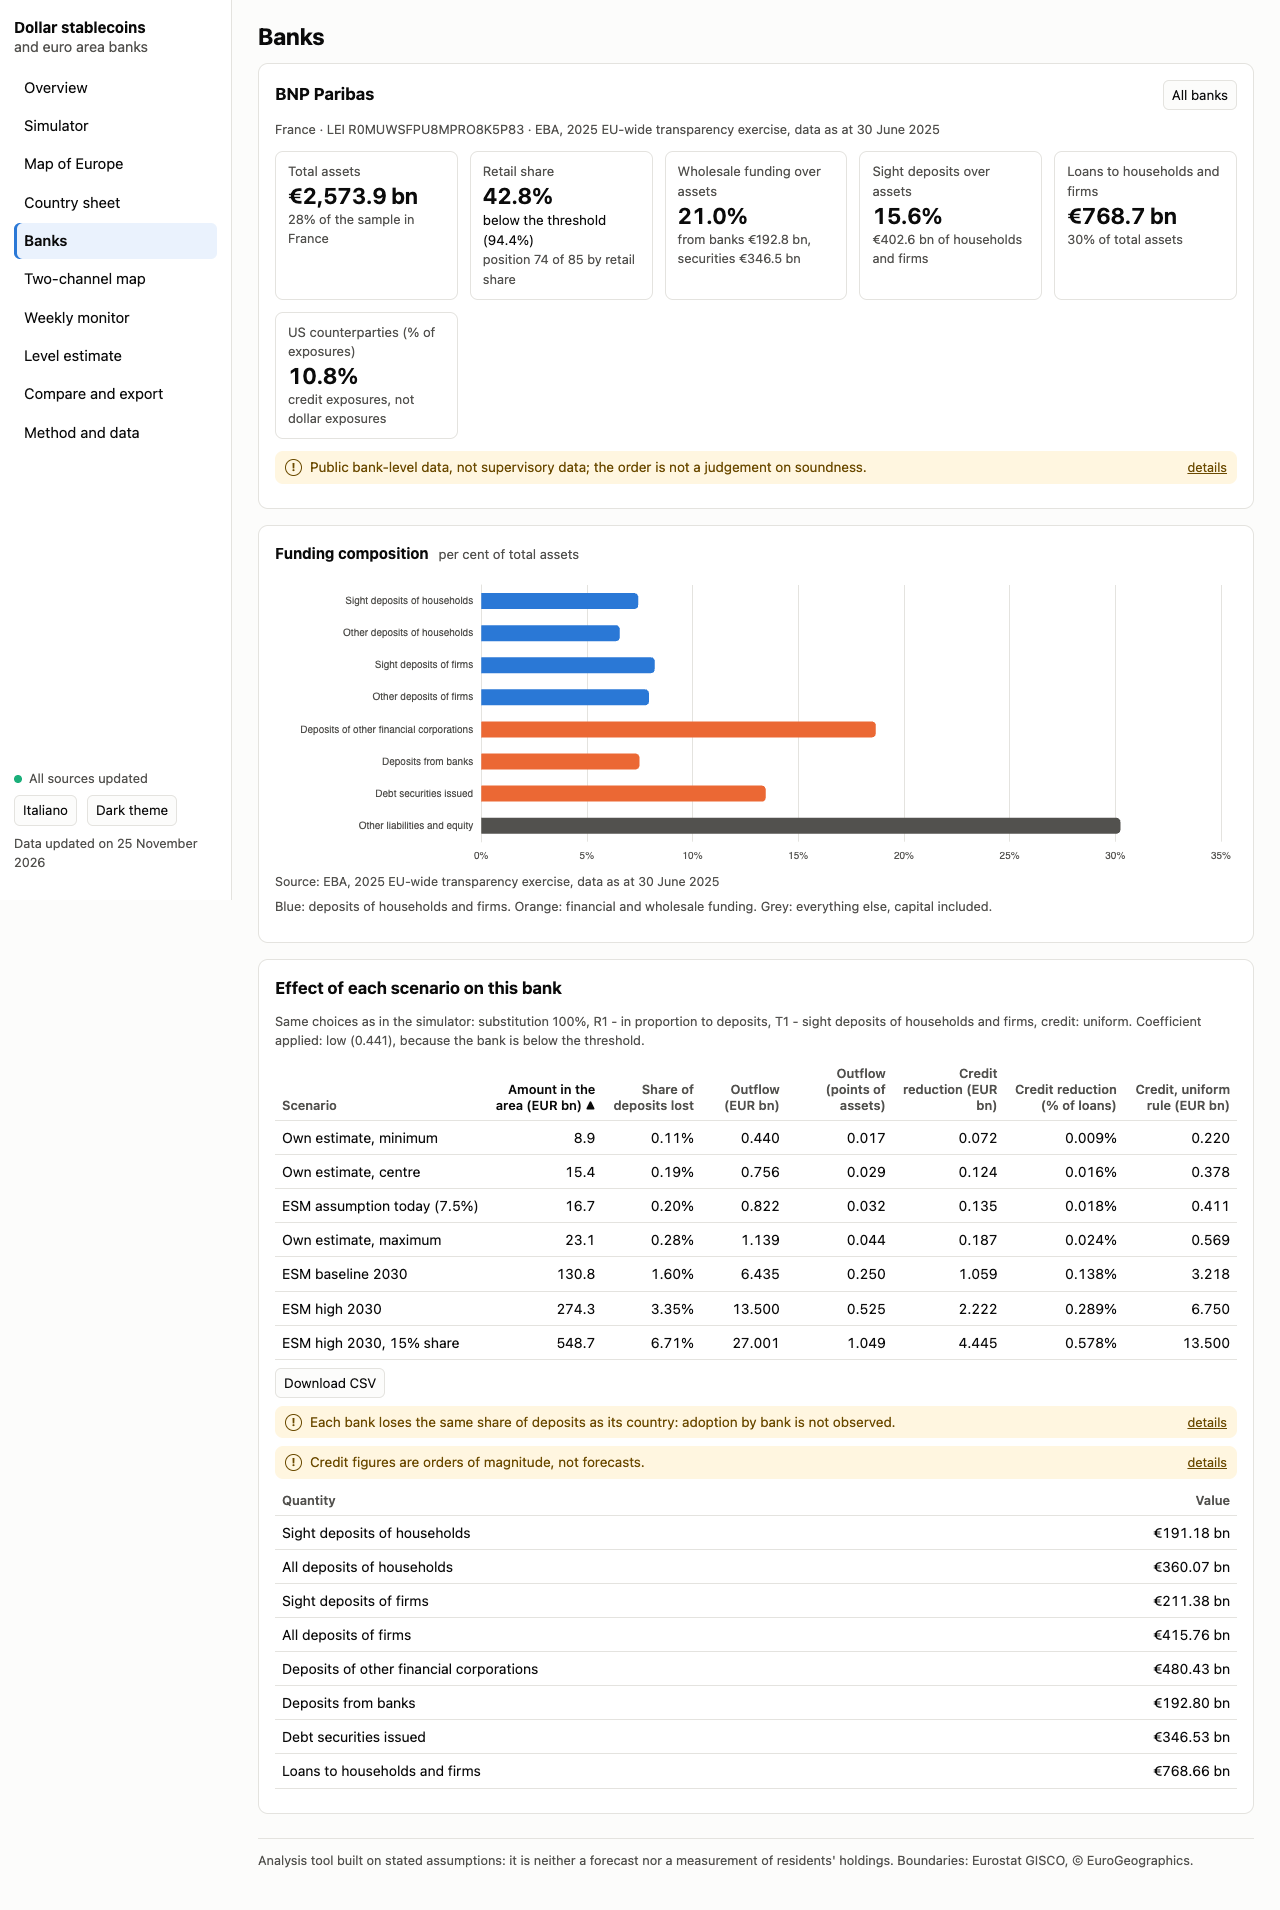 Dollar stablecoins
and euro area banks
Overview
Simulator
Map of Europe
Country sheet
Banks
Two-channel map
Weekly monitor
Level estimate
Compare and export
Method and data
All sources updated
Italiano
Dark theme
Data updated on 25 November
2026
Banks
BNP Paribas
All banks
France · LEI R0MUWSFPU8MPRO8K5P83 · EBA, 2025 EU-wide transparency exercise, data as at 30 June 2025
Total assets
€2,573.9 bn
28% of the sample in
France
Retail share
42.8%
below the threshold
(94.4%)
position 74 of 85 by retail
share
Wholesale funding over
assets
21.0%
from banks €192.8 bn,
securities €346.5 bn
Sight deposits over
assets
15.6%
€402.6 bn of households
and firms
Loans to households and
firms
€768.7 bn
30% of total assets
US counterparties (% of
exposures)
10.8%
credit exposures, not
dollar exposures
Public bank-level data, not supervisory data; the order is not a judgement on soundness. details
Funding composition per cent of total assets
Sight deposits of households
Other deposits of households
Sight deposits of firms
Other deposits of firms
Deposits of other financial corporations
Deposits from banks
Debt securities issued
Other liabilities and equity
0% 5% 10% 15% 20% 25% 30% 35%
Source: EBA, 2025 EU-wide transparency exercise, data as at 30 June 2025
Blue: deposits of households and firms. Orange: financial and wholesale funding. Grey: everything else, capital included.
Effect of each scenario on this bank
Same choices as in the simulator: substitution 100%, R1 - in proportion to deposits, T1 - sight deposits of households and firms, credit: uniform. Coefficient
applied: low (0.441), because the bank is below the threshold.
Scenario
Amount in the
area (EUR bn) ▲
Share of
deposits lost
Outflow
(EUR bn)
Outflow
(points of
assets)
Credit
reduction (EUR
bn)
Credit reduction
(% of loans)
Credit, uniform
rule (EUR bn)
Own estimate, minimum 8.9 0.11% 0.440 0.017 0.072 0.009% 0.220
Own estimate, centre 15.4 0.19% 0.756 0.029 0.124 0.016% 0.378
ESM assumption today (7.5%) 16.7 0.20% 0.822 0.032 0.135 0.018% 0.411
Own estimate, maximum 23.1 0.28% 1.139 0.044 0.187 0.024% 0.569
ESM baseline 2030 130.8 1.60% 6.435 0.250 1.059 0.138% 3.218
ESM high 2030 274.3 3.35% 13.500 0.525 2.222 0.289% 6.750
ESM high 2030, 15% share 548.7 6.71% 27.001 1.049 4.445 0.578% 13.500
Download CSV
Each bank loses the same share of deposits as its country: adoption by bank is not observed. details
Credit figures are orders of magnitude, not forecasts. details
Quantity Value
Sight deposits of households €191.18 bn
All deposits of households €360.07 bn
Sight deposits of firms €211.38 bn
All deposits of firms €415.76 bn
Deposits of other financial corporations €480.43 bn
Deposits from banks €192.80 bn
Debt securities issued €346.53 bn
Loans to households and firms €768.66 bn
Analysis tool built on stated assumptions: it is neither a forecast nor a measurement of residents' holdings. Boundaries: Eurostat GISCO, © EuroGeographics.